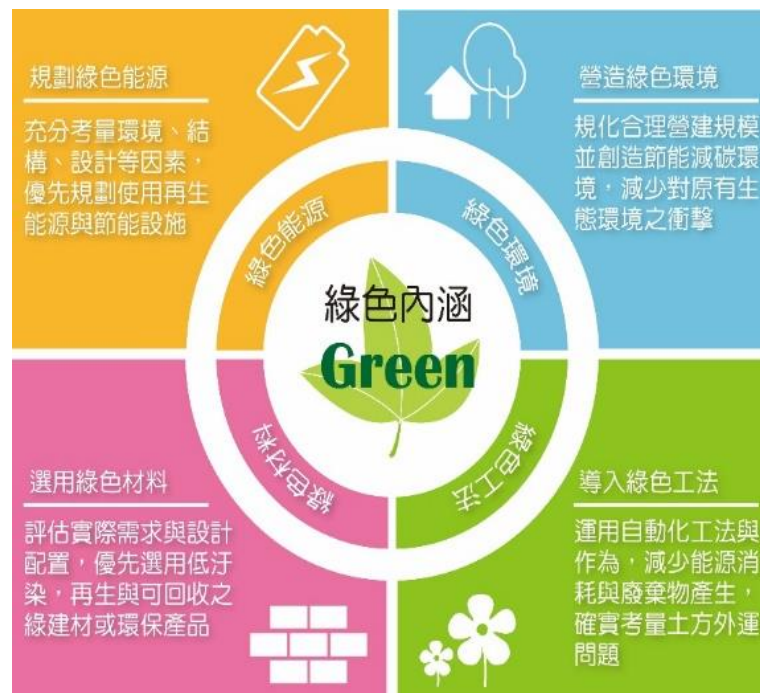 規劃綠色能源
充分考量環境、結
構、設計等因素，
優先規劃使用再生
能源與節能設施
營造綠色環境
規化合理營建規模
並創造節能減碳環
境，減少對原有生
態環境之衝擊
綠色能源
綠色環境
綠色內涵
Green
綠色材料
綠色工法
選用綠色材料
評估實際需求與設計
配置，優先選用低汙
染，再生與可回收之
綠建材或環保產品
導入綠色工法
運用自動化工法與
作為，減少能源消
耗與廢棄物產生，
確實考量土方外運
問題